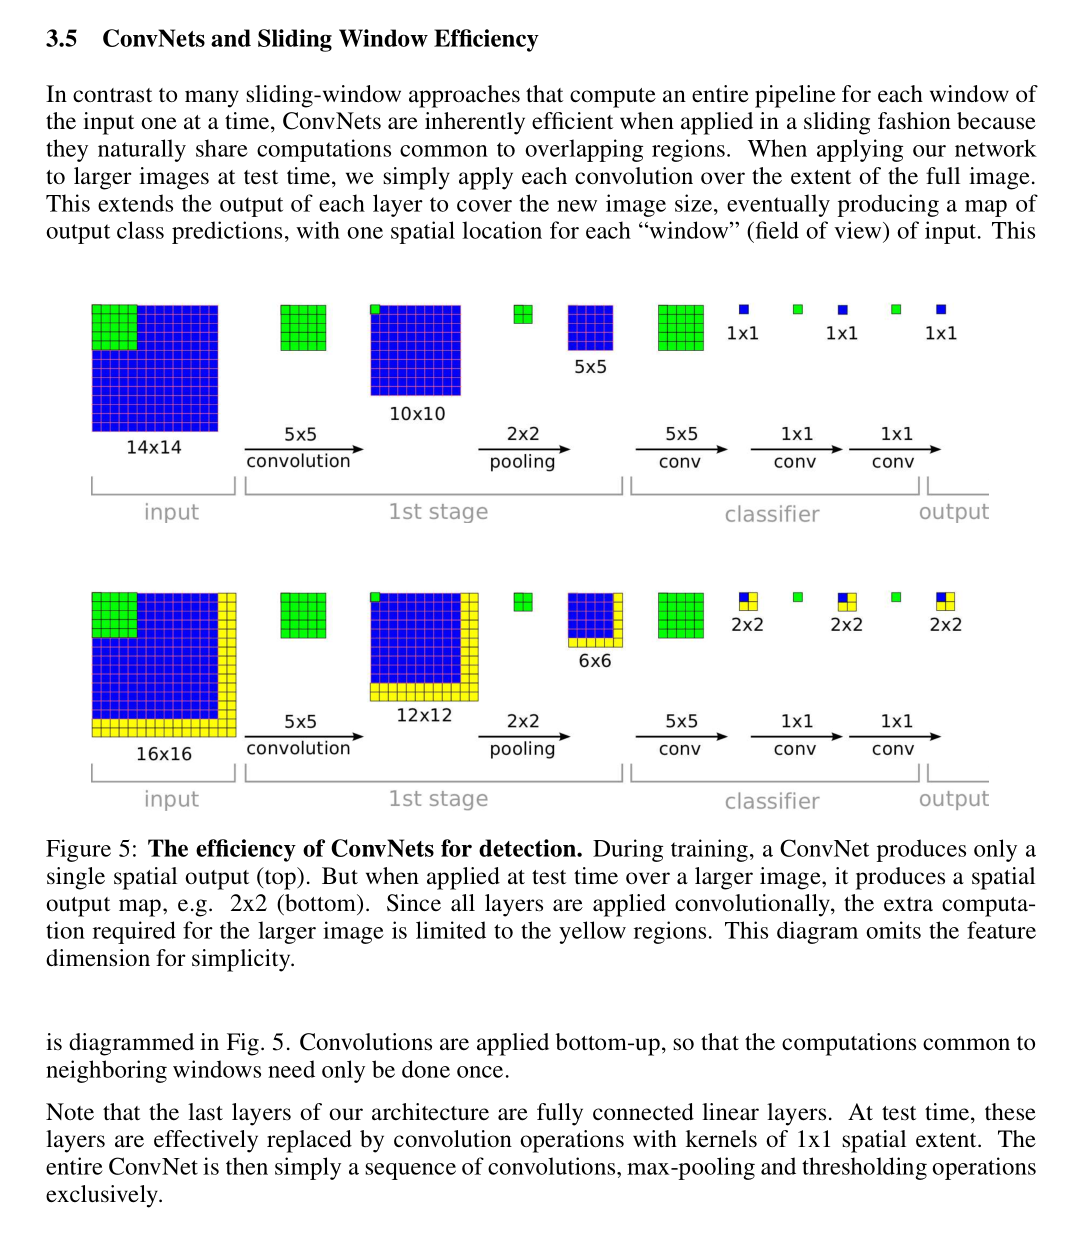 3.5 ConvNets and Sliding Window Efficiency
In contrast to many sliding-window approaches that compute an entire pipeline for each window of
the input one at a time, ConvNets are inherently efficient when applied in a sliding fashion because
they naturally share computations common to overlapping regions. When applying our network
to larger images at test time, we simply apply each convolution over the extent of the full image.
This extends the output of each layer to cover the new image size, eventually producing a map of
output class predictions, with one spatial location for each “window” (field of view) of input. This
1x1 1x1 1x1
5x5
10x10
14x14
5x5 2x2 5x5 1x1 1x1
convolution pooling conv conv conv
input 1st stage classifier output
2x2 2x2 2x2
6x6
12x12
16x16
5x5 2x2 5x5 1x1 1x1
convolution pooling conv conv conv
input 1st stage classifier output
Figure 5: The efficiency of ConvNets for detection. During training, a ConvNet produces only a
single spatial output (top). But when applied at test time over a larger image, it produces a spatial
output map, e.g. 2x2 (bottom). Since all layers are applied convolutionally, the extra computa-
tion required for the larger image is limited to the yellow regions. This diagram omits the feature
dimension for simplicity.
is diagrammed in Fig. 5. Convolutions are applied bottom-up, so that the computations common to
neighboring windows need only be done once.
Note that the last layers of our architecture are fully connected linear layers. At test time, these
layers are effectively replaced by convolution operations with kernels of 1x1 spatial extent. The
entire ConvNet is then simply a sequence of convolutions, max-pooling and thresholding operations
exclusively.